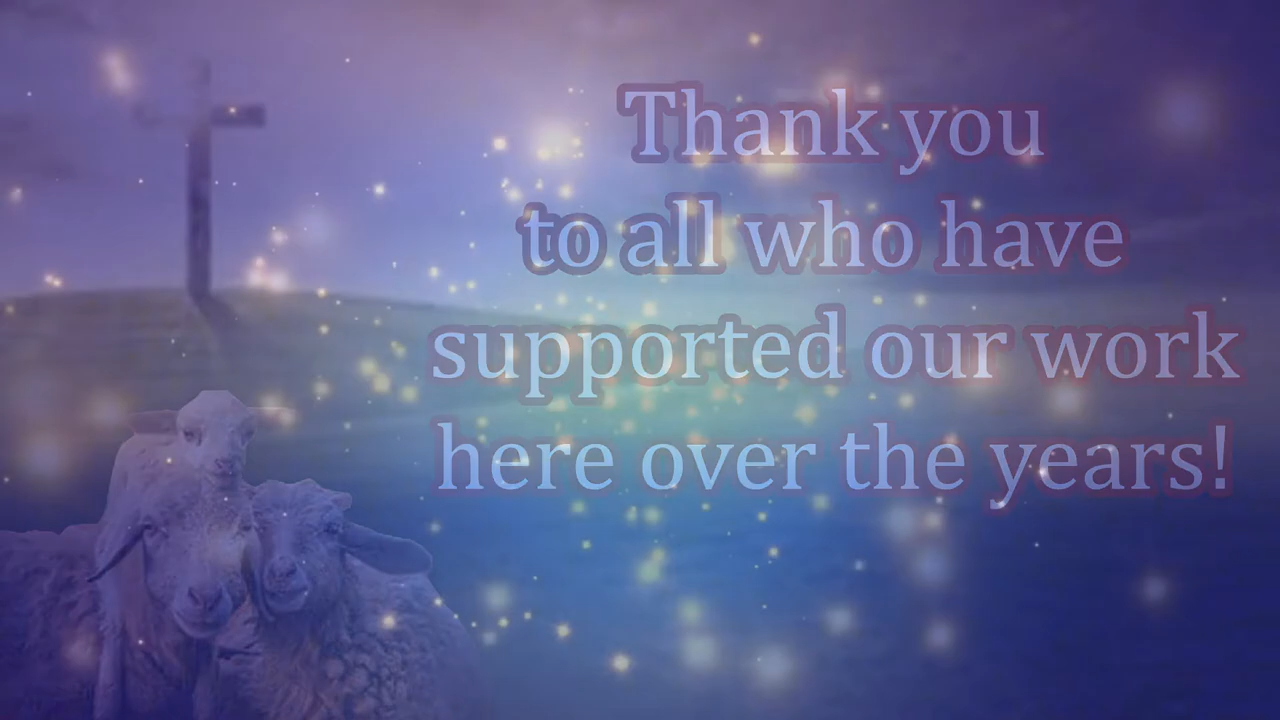 Thank you
to all who have
supported our work
here over the years!